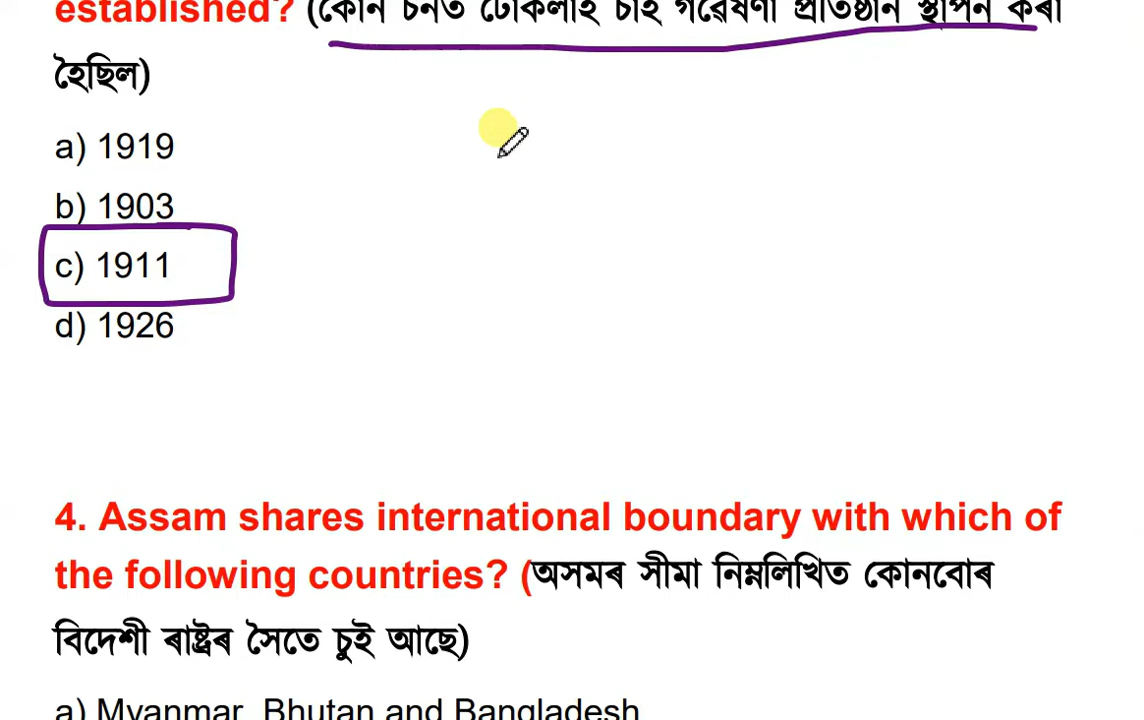 established? (কোন চনত টোকলাই চাহ গৱেষণা প্ৰতিষ্ঠান স্থাপন কৰা
হৈছিল)
a) 1919
b) 1903
c) 1911
d) 1926
4. Assam shares international boundary with which of
the following countries? (অসমৰ সীমা নিম্নলিখিত কোনবোৰ
বিদেশী ৰাষ্ট্ৰৰ সৈতে চুই আছে)
a) Myanmar, Bhutan and Bangladesh